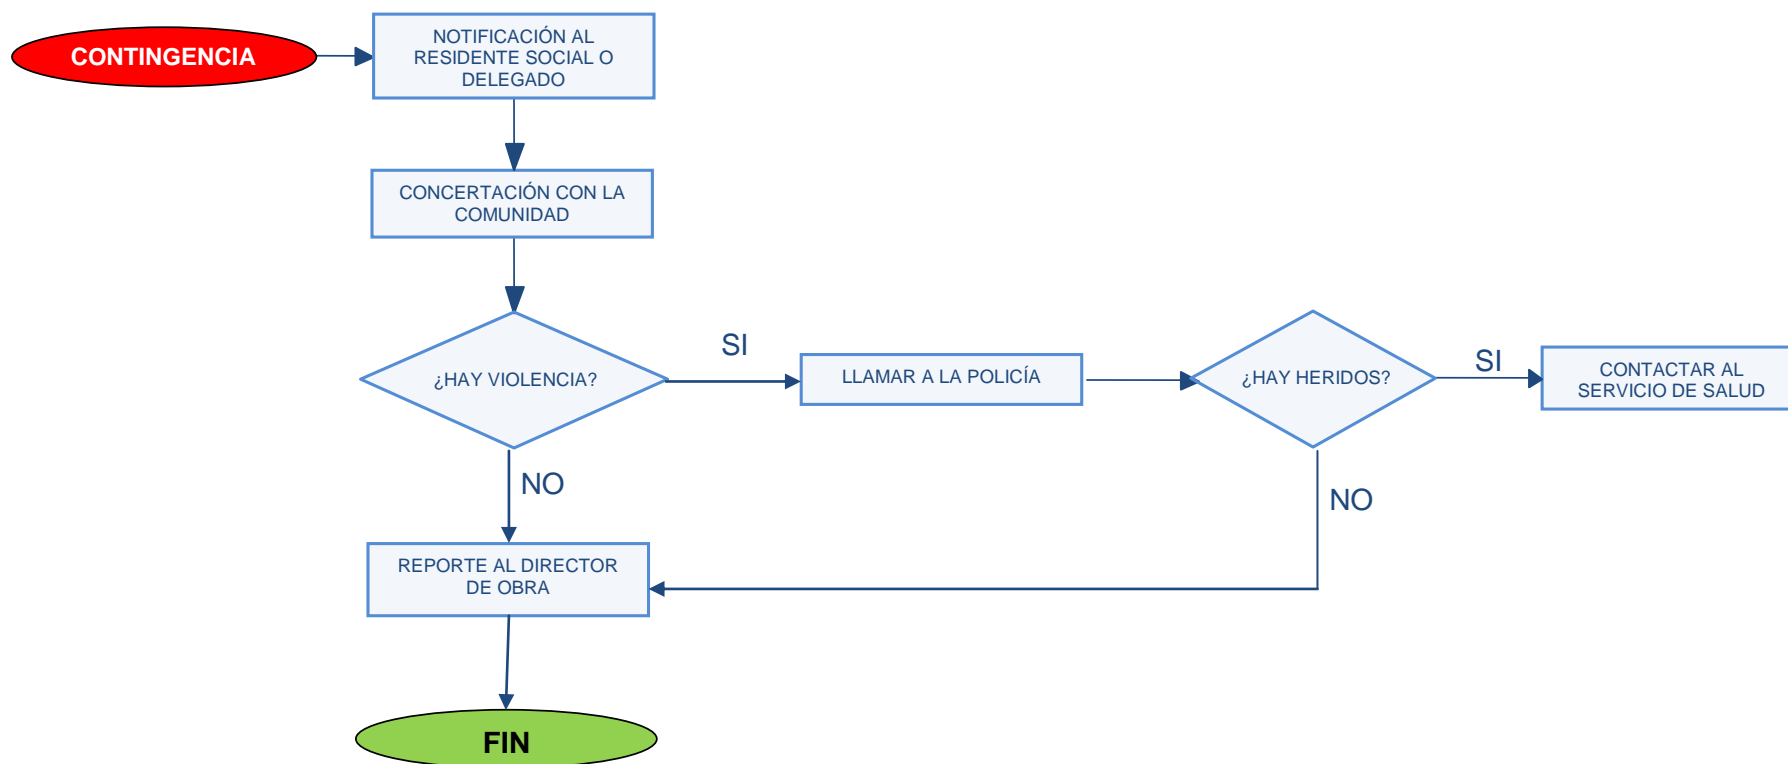 CONTINGENCIA
NOTIFICACIÓN AL
RESIDENTE SOCIAL O
DELEGADO
CONCERTACIÓN CON LA
COMUNIDAD
¿HAY VIOLENCIA?
SI
LLAMAR A LA POLICÍA
¿HAY HERIDOS?
SI
CONTACTAR AL
SERVICIO DE SALUD
NO
NO
REPORTE AL DIRECTOR
DE OBRA
FIN